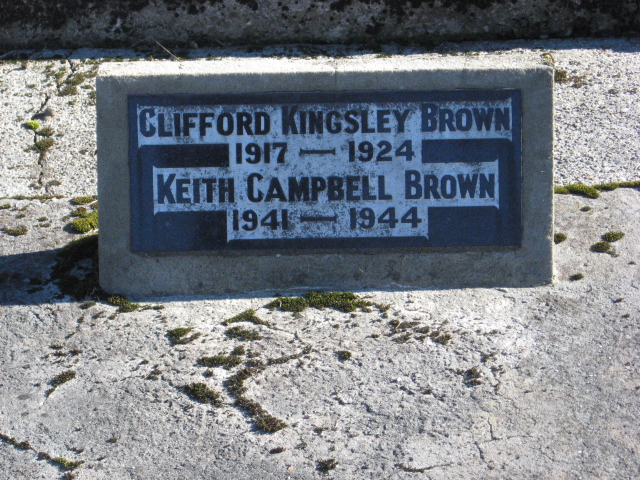 Clifford Kingsley Brown
1917 — 1924
Keith Campbell Brown
1941 — 1944